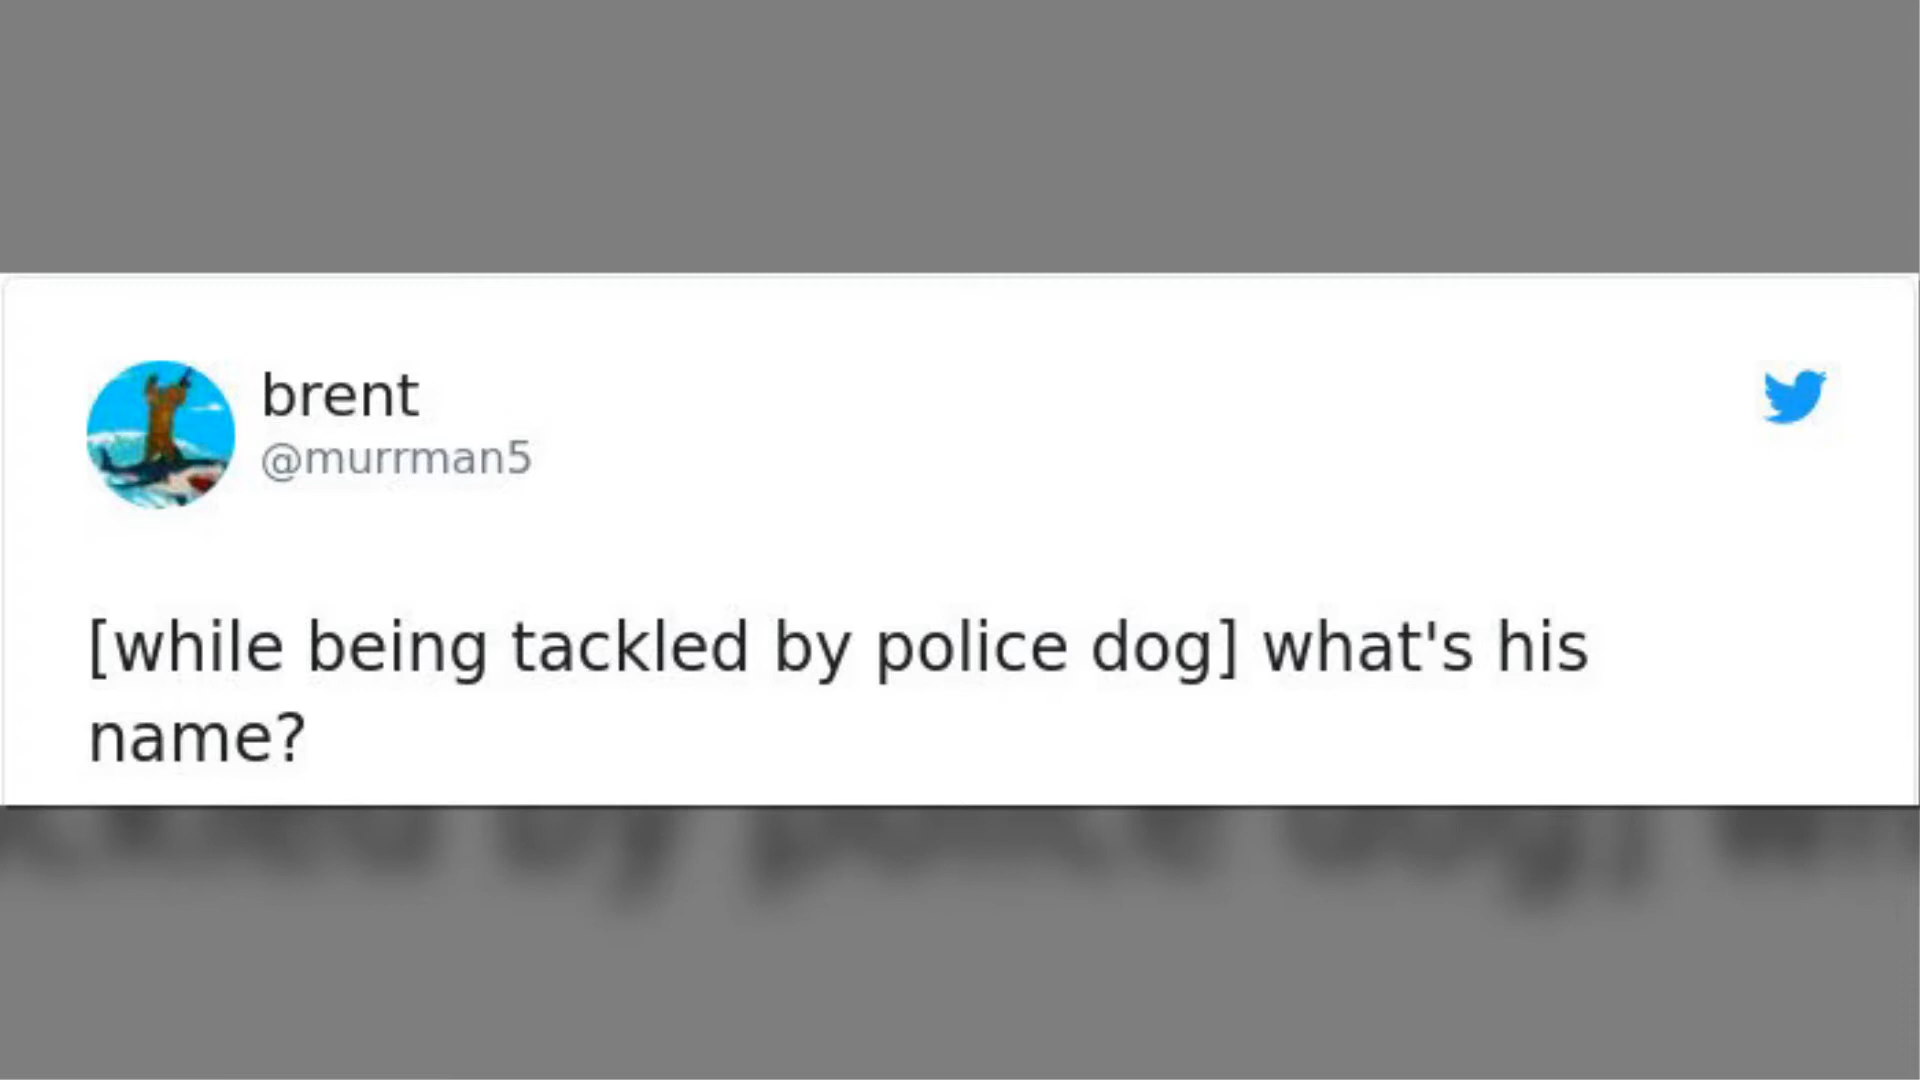 brent
@murrman5
[while being tackled by police dog] what's his
name?